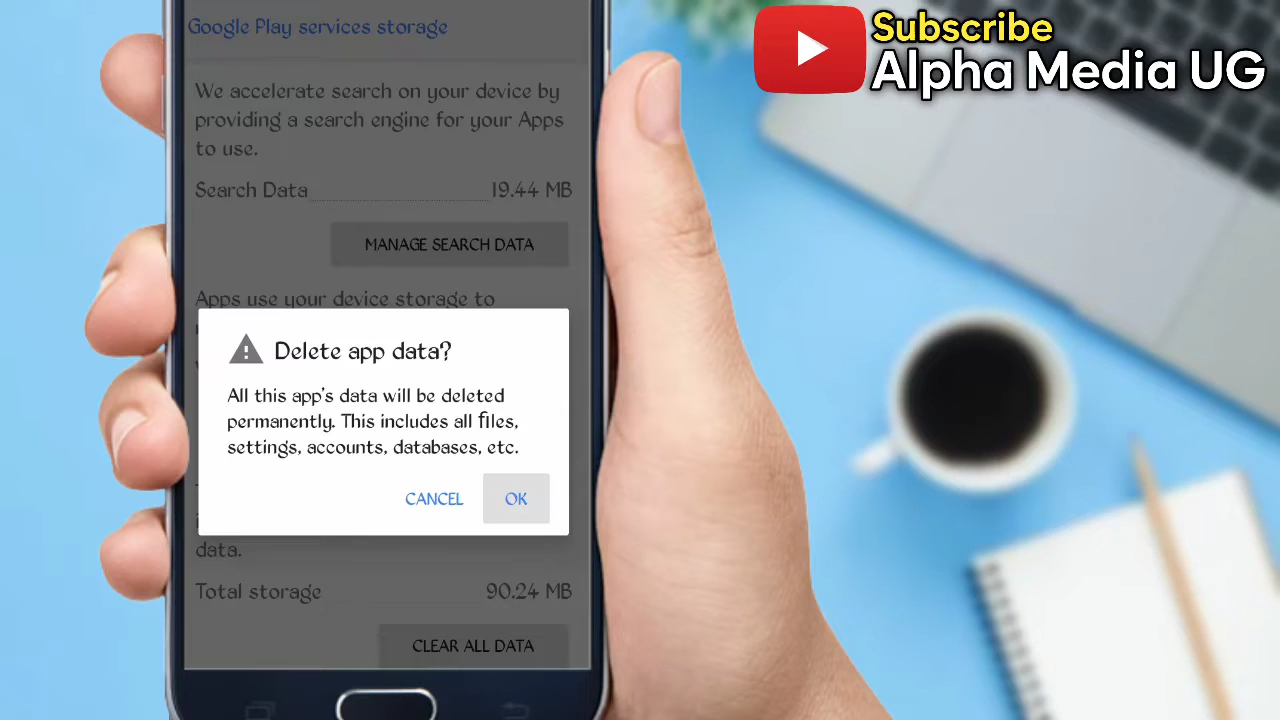 Subscribe
Alpha Media UG
Google Play services storage
We accelerate search on your device by
providing a search engine for your Apps
to use.
Search Data 19.44 MB
MANAGE SEARCH DATA
Apps use your device storage to
Delete app data?
All this app's data will be deleted
permanently. This includes all files,
settings, accounts, databases, etc.
CANCEL OK
data.
Total storage 90.24 MB
CLEAR ALL DATA